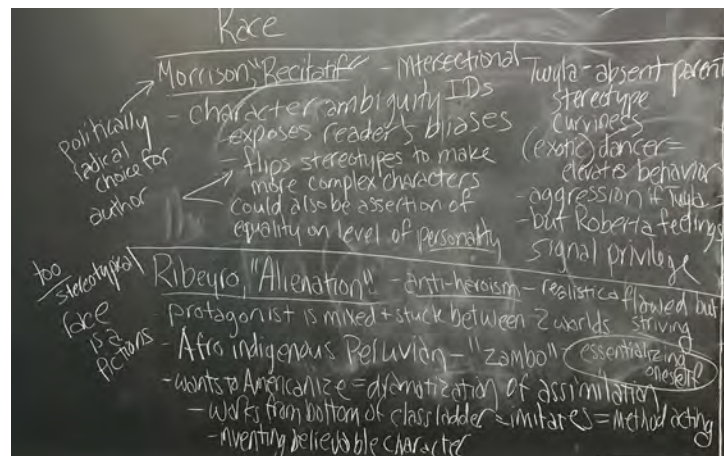 Race
Morrison, "Recitatif" - intersectional IDs
- character ambiguity
exposes reader's biases
- flips stereotypes to make
more complex characters
could also be assertion of
equality on level of personality
politically
radical
choice for
author
Twyla - absent parent
stereotype
curviness
(exotic) dancer =
elevates behavior
- aggression if Twyla
- but Roberta feelings
signal privilege
Ribeyro, "Alienation" - anti-heroism - realistic flawed but
striving
- protagonist is mixed + stuck between 2 worlds
- Afro indigenous Peruvian - "zambo" - essentializing
oneself
- wants to Americanize = dramatization of assimilation
- works from bottom of class ladder - imitates = method acting
- inventing believable character
too
stereotypical
race
is a
fictions